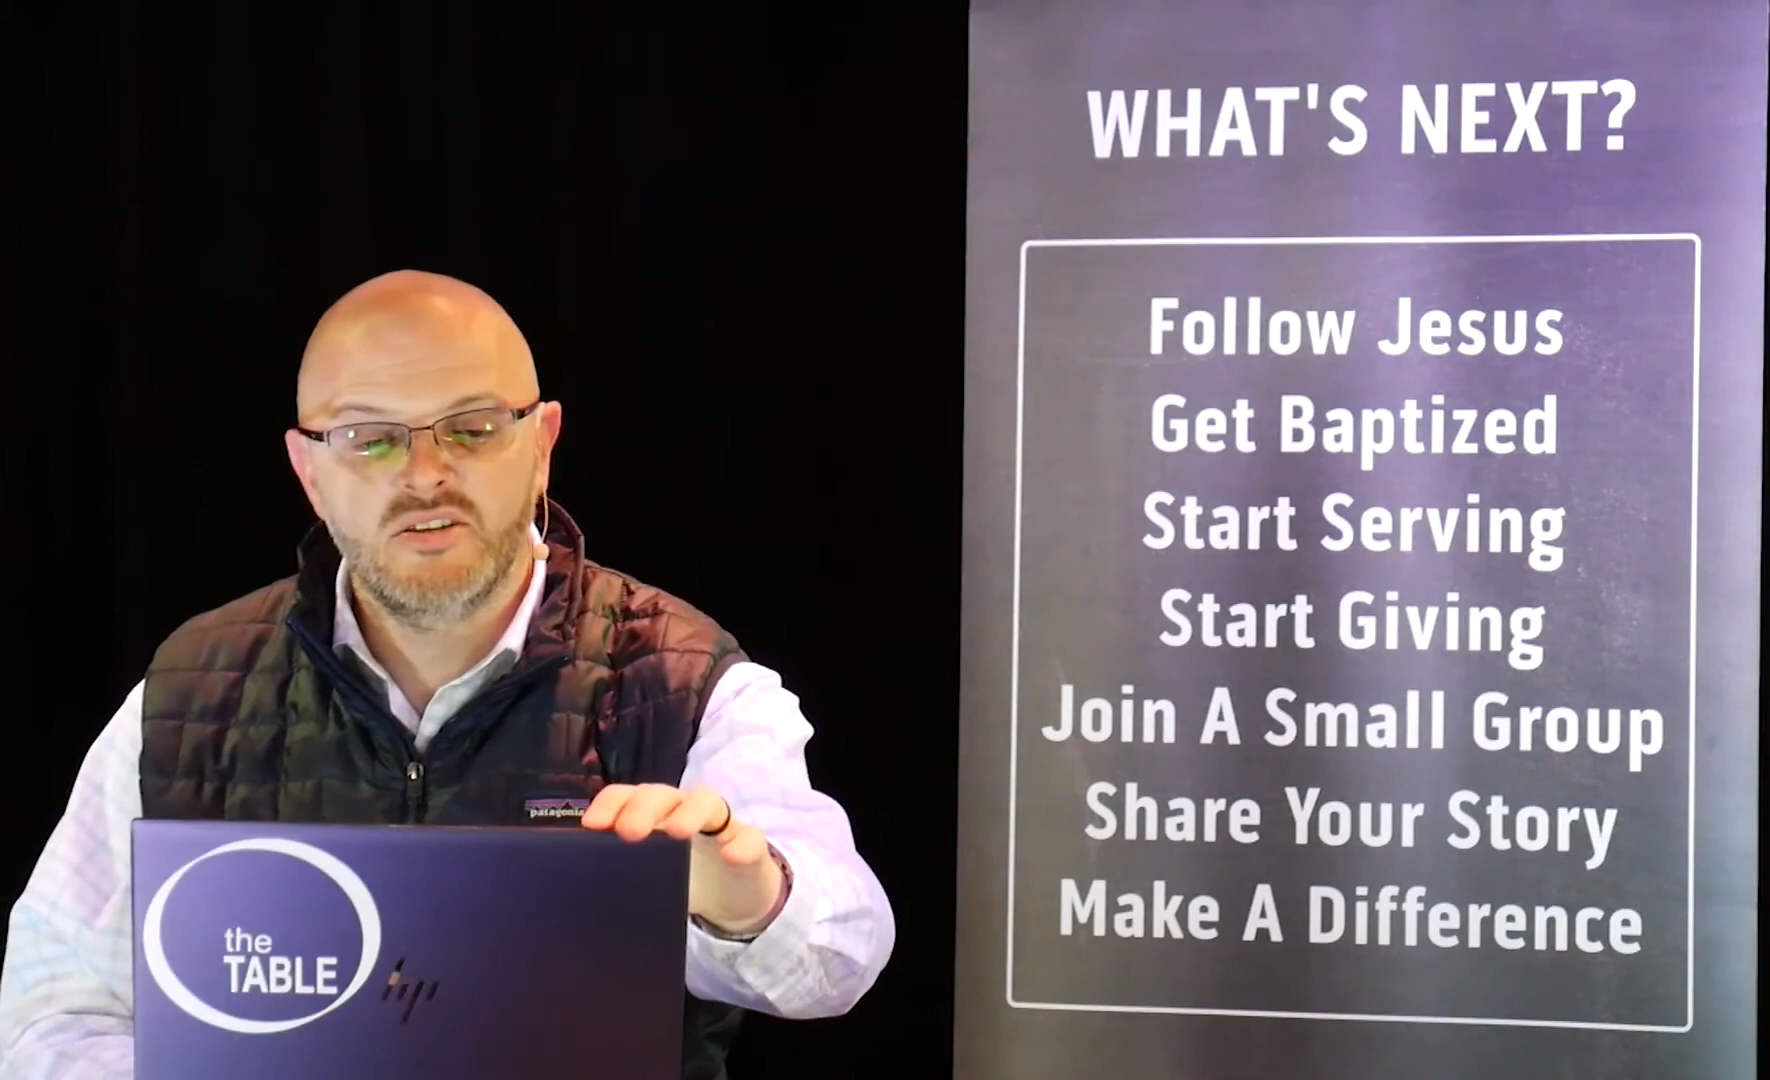 WHAT'S NEXT?
Follow Jesus
Get Baptized
Start Serving
Start Giving
Join A Small Group
Share Your Story
Make A Difference
patagonia
the
TABLE
hp